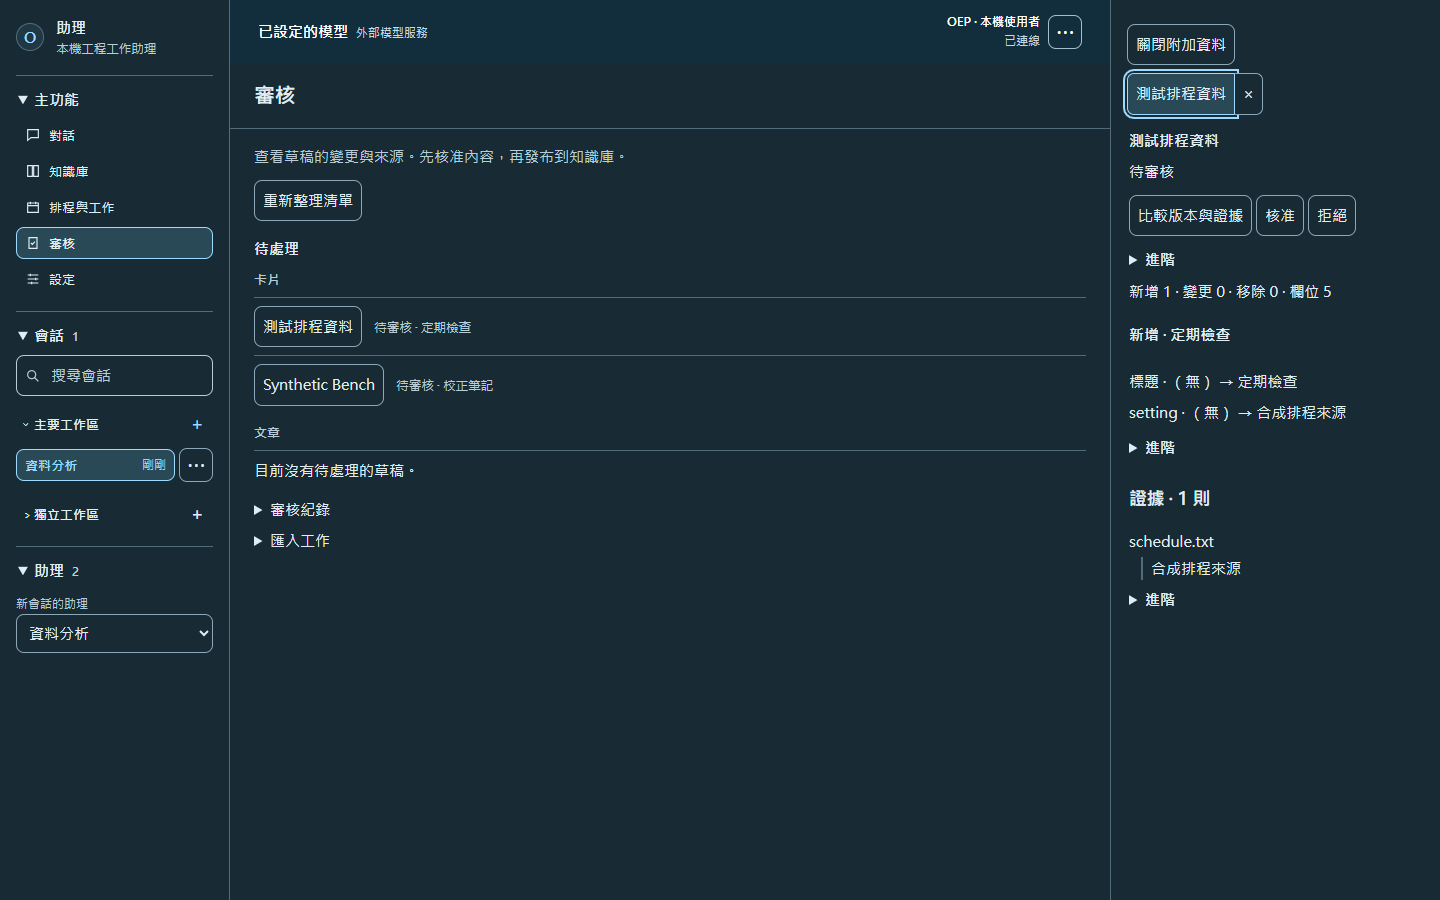 O
助理
本機工程工作助理
▼ 主功能
對話
知識庫
排程與工作
審核
設定
▼ 會話 1
搜尋會話
主要工作區 +
資料分析 剛剛 ···
獨立工作區 +
▼ 助理 2
新會話的助理
資料分析
已設定的模型 外部模型服務
OEP · 本機使用者
已連線
···
審核
查看草稿的變更與來源。先核准內容，再發布到知識庫。
重新整理清單
待處理
卡片
測試排程資料 待審核 · 定期檢查
Synthetic Bench 待審核 · 校正筆記
文章
目前沒有待處理的草稿。
▶ 審核紀錄
▶ 匯入工作
關閉附加資料
測試排程資料 ×
測試排程資料
待審核
比較版本與證據 核准 拒絕
▶ 進階
新增 1 · 變更 0 · 移除 0 · 欄位 5
新增 · 定期檢查
標題 · （無） → 定期檢查
setting · （無） → 合成排程來源
▶ 進階
證據 · 1 則
schedule.txt
合成排程來源
▶ 進階